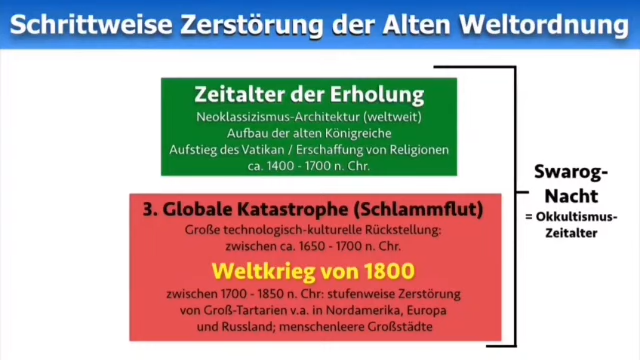 Schrittweise Zerstörung der Alten Weltordnung
Zeitalter der Erholung
Neoklassizismus-Architektur (weltweit)
Aufbau der alten Königreiche
Aufstieg des Vatikan / Erschaffung von Religionen
ca. 1400 - 1700 n. Chr.
3. Globale Katastrophe (Schlammflut)
Große technologisch-kulturelle Rückstellung:
zwischen ca. 1650 - 1700 n. Chr.
Weltkrieg von 1800
zwischen 1700 - 1850 n. Chr: stufenweise Zerstörung
von Groß-Tartarien v.a. in Nordamerika, Europa
und Russland; menschenleere Großstädte
Swarog-
Nacht
= Okkultismus-
Zeitalter